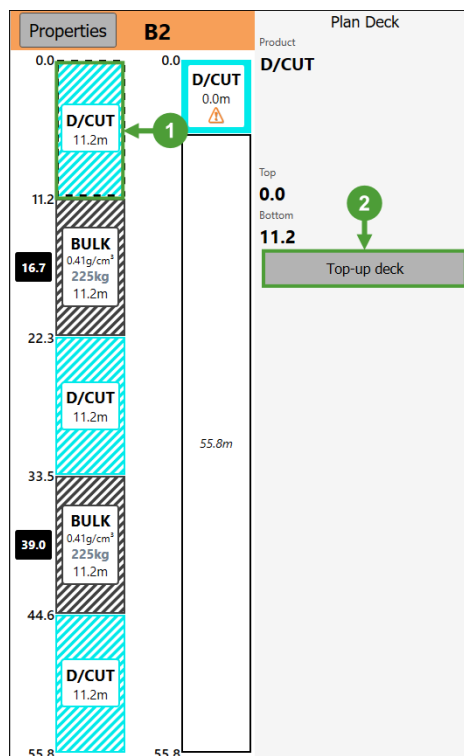 Properties
B2
0.0
D/CUT
11.2m
1
11.2
BULK
0.41g/cm³
225kg
11.2m
16.7
22.3
D/CUT
11.2m
33.5
BULK
0.41g/cm³
225kg
11.2m
39.0
44.6
D/CUT
11.2m
55.8
0.0
D/CUT
0.0m
55.8m
55.8
Plan Deck
Product
D/CUT
Top
0.0
Bottom
11.2
2
Top-up deck